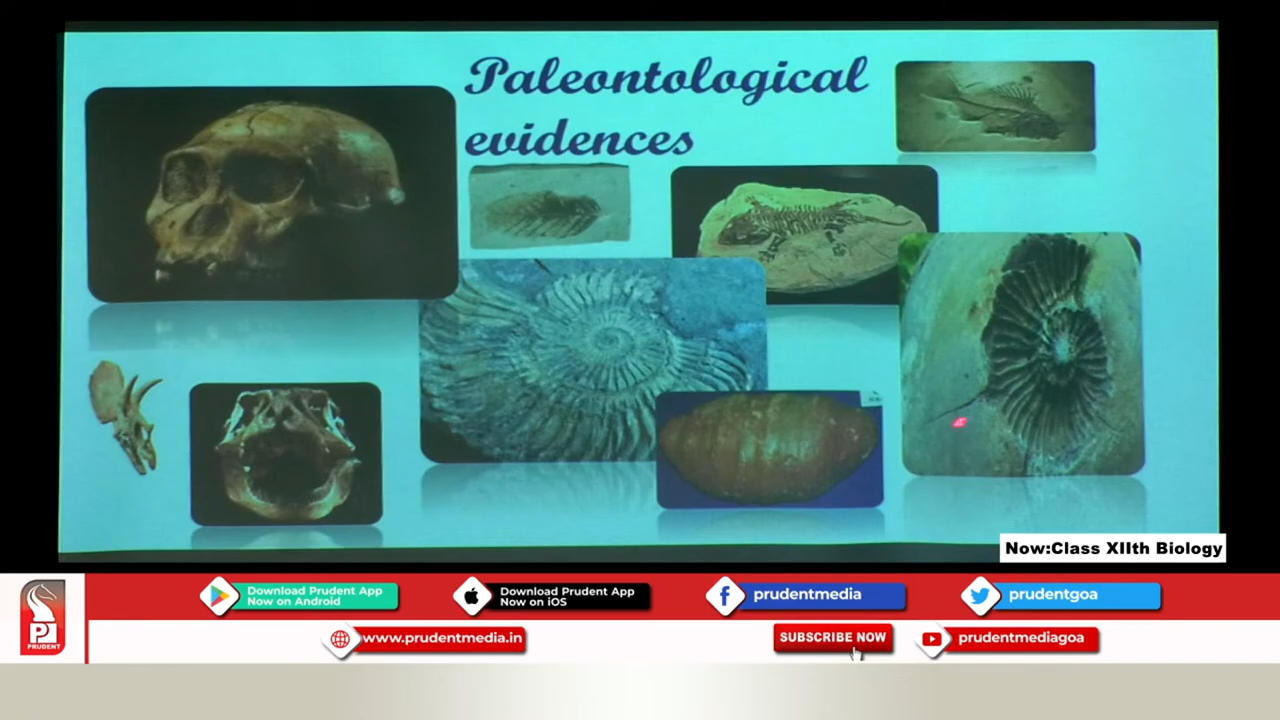 Paleontological
evidences
Now:Class XIIth Biology
Download Prudent App
Now on Android
Download Prudent App
Now on iOS
prudentmedia
prudentgoa
PRUDENT
www.prudentmedia.in
SUBSCRIBE NOW
prudentmediagoa